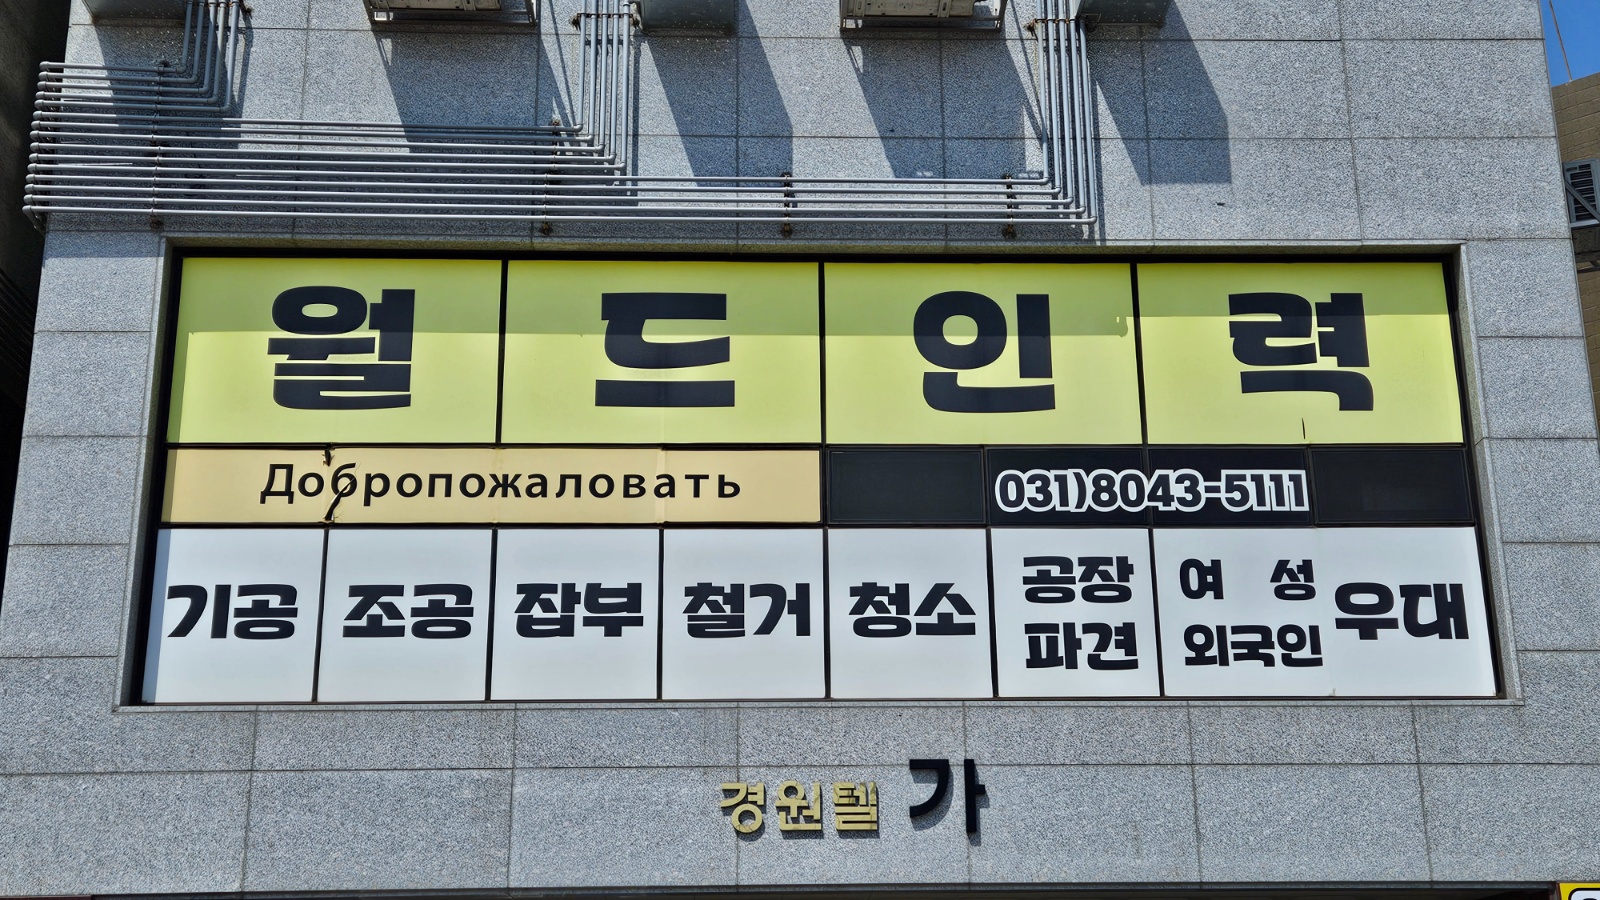 월드인력
Добропожаловать
031)8043-5111
기공 조공 잡부 철거 청소
공장
파견
여성
외국인
우대
경원텔 가